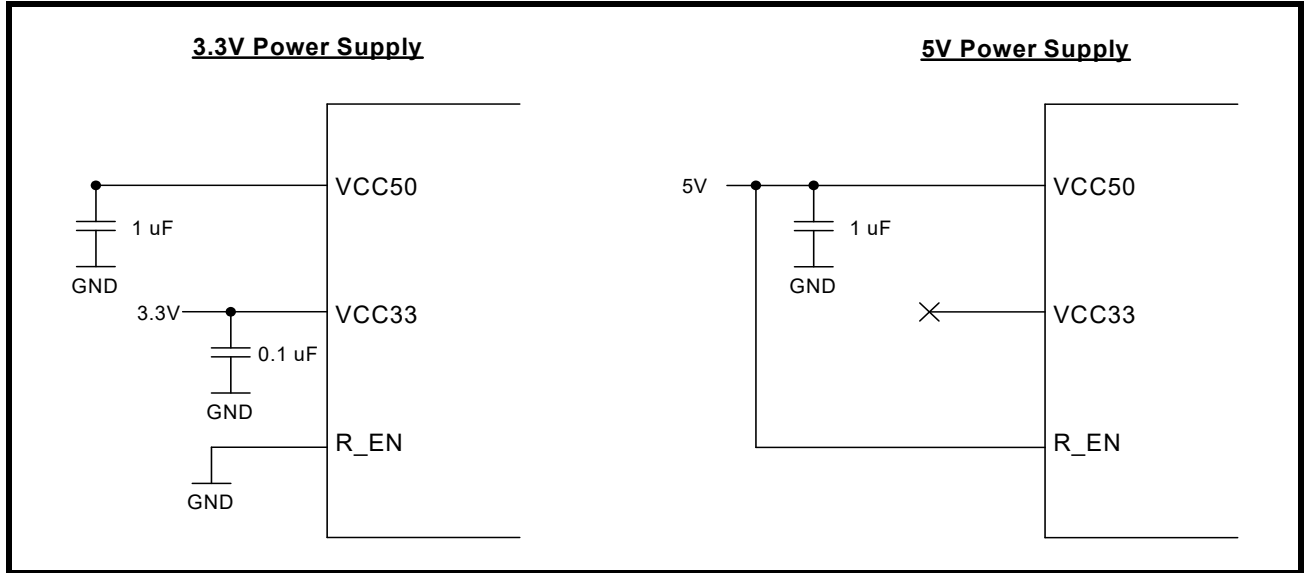 3.3V Power Supply
VCC50
1 uF
GND
3.3V
VCC33
0.1 uF
GND
R_EN
GND
5V Power Supply
5V
VCC50
1 uF
GND
VCC33
R_EN